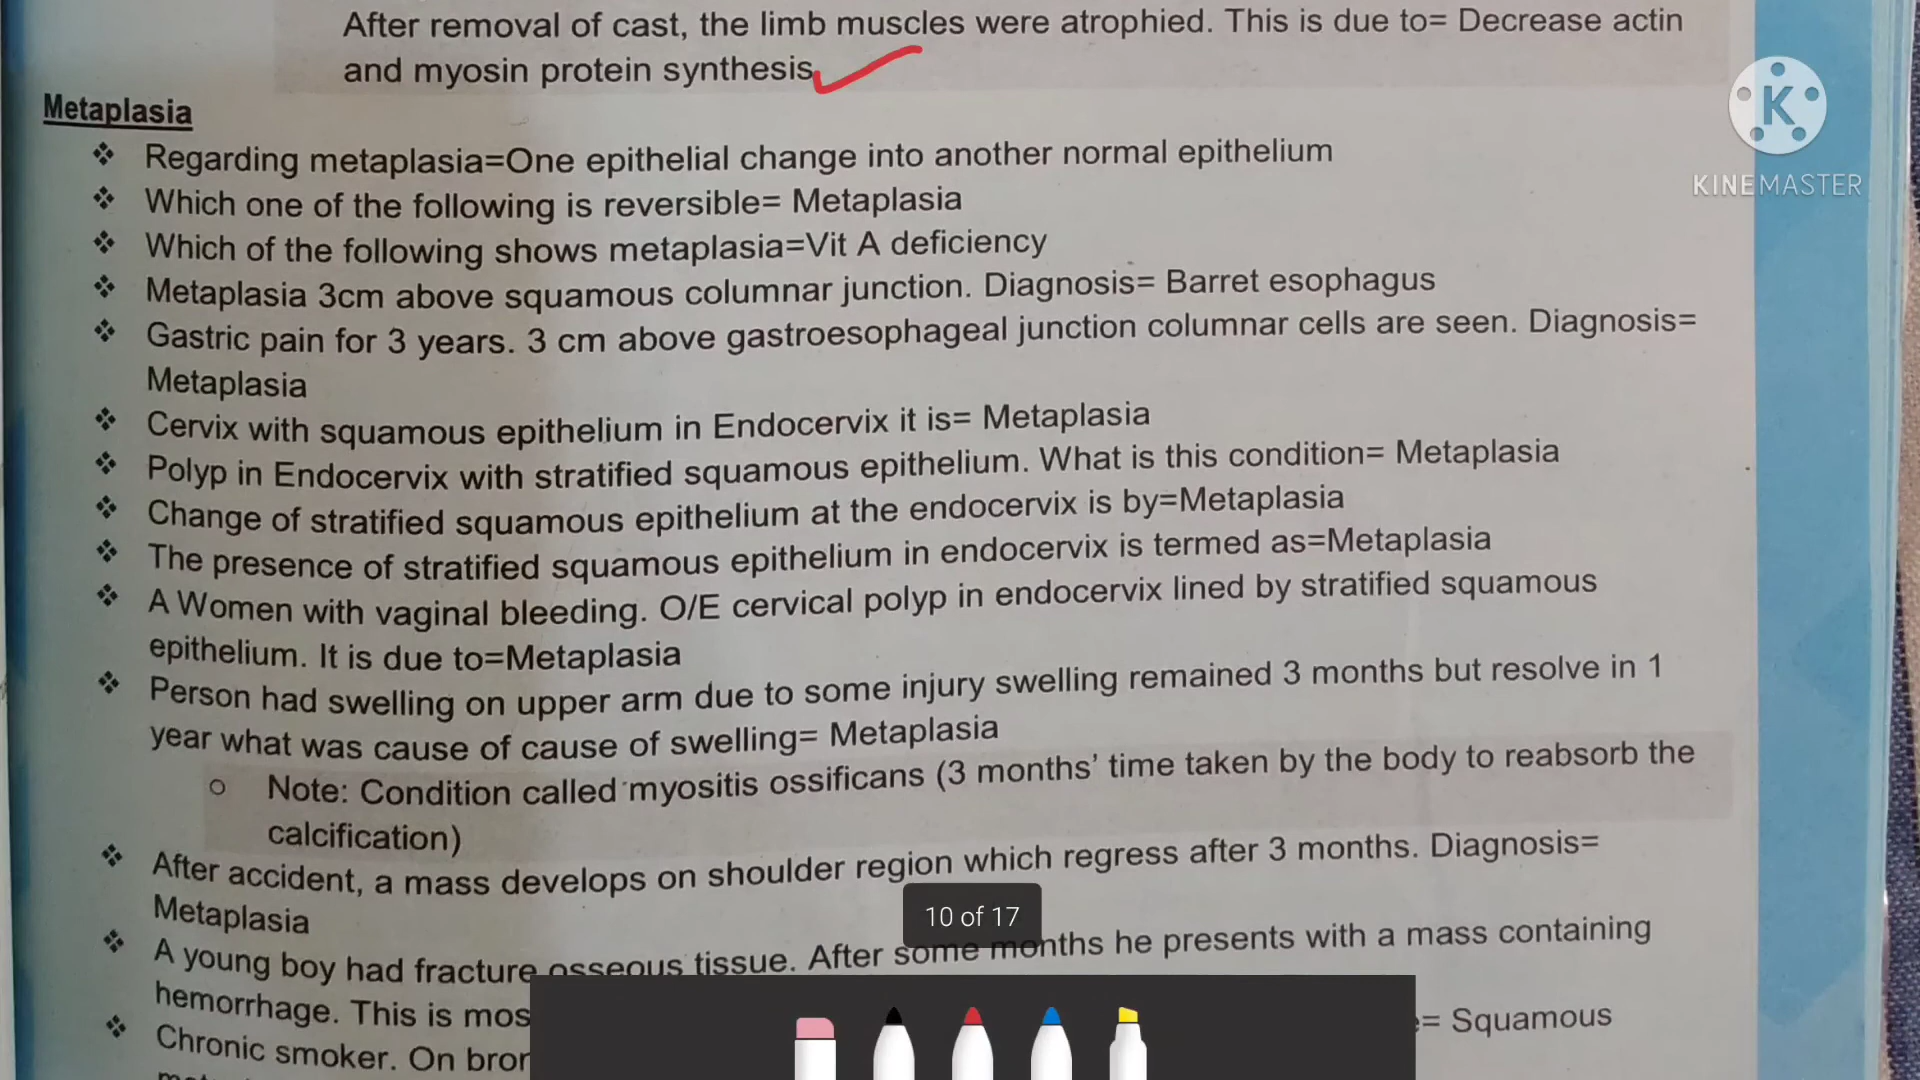 After removal of cast, the limb muscles were atrophied. This is due to= Decrease actin
and myosin protein synthesis
Metaplasia
❖ Regarding metaplasia=One epithelial change into another normal epithelium
❖ Which one of the following is reversible= Metaplasia
❖ Which of the following shows metaplasia=Vit A deficiency
❖ Metaplasia 3cm above squamous columnar junction. Diagnosis= Barret esophagus
❖ Gastric pain for 3 years. 3 cm above gastroesophageal junction columnar cells are seen. Diagnosis=
Metaplasia
❖ Cervix with squamous epithelium in Endocervix it is= Metaplasia
❖ Polyp in Endocervix with stratified squamous epithelium. What is this condition= Metaplasia
❖ Change of stratified squamous epithelium at the endocervix is by=Metaplasia
❖ The presence of stratified squamous epithelium in endocervix is termed as=Metaplasia
❖ A Women with vaginal bleeding. O/E cervical polyp in endocervix lined by stratified squamous
epithelium. It is due to=Metaplasia
❖ Person had swelling on upper arm due to some injury swelling remained 3 months but resolve in 1
year what was cause of cause of swelling= Metaplasia
o Note: Condition called myositis ossificans (3 months' time taken by the body to reabsorb the
calcification)
❖ After accident, a mass develops on shoulder region which regress after 3 months. Diagnosis=
Metaplasia
❖ A young boy had fracture osseous tissue. After some months he presents with a mass containing
hemorrhage. This is mos
❖ Chronic smoker. On bron = Squamous
10 of 17
K
KINEMASTER